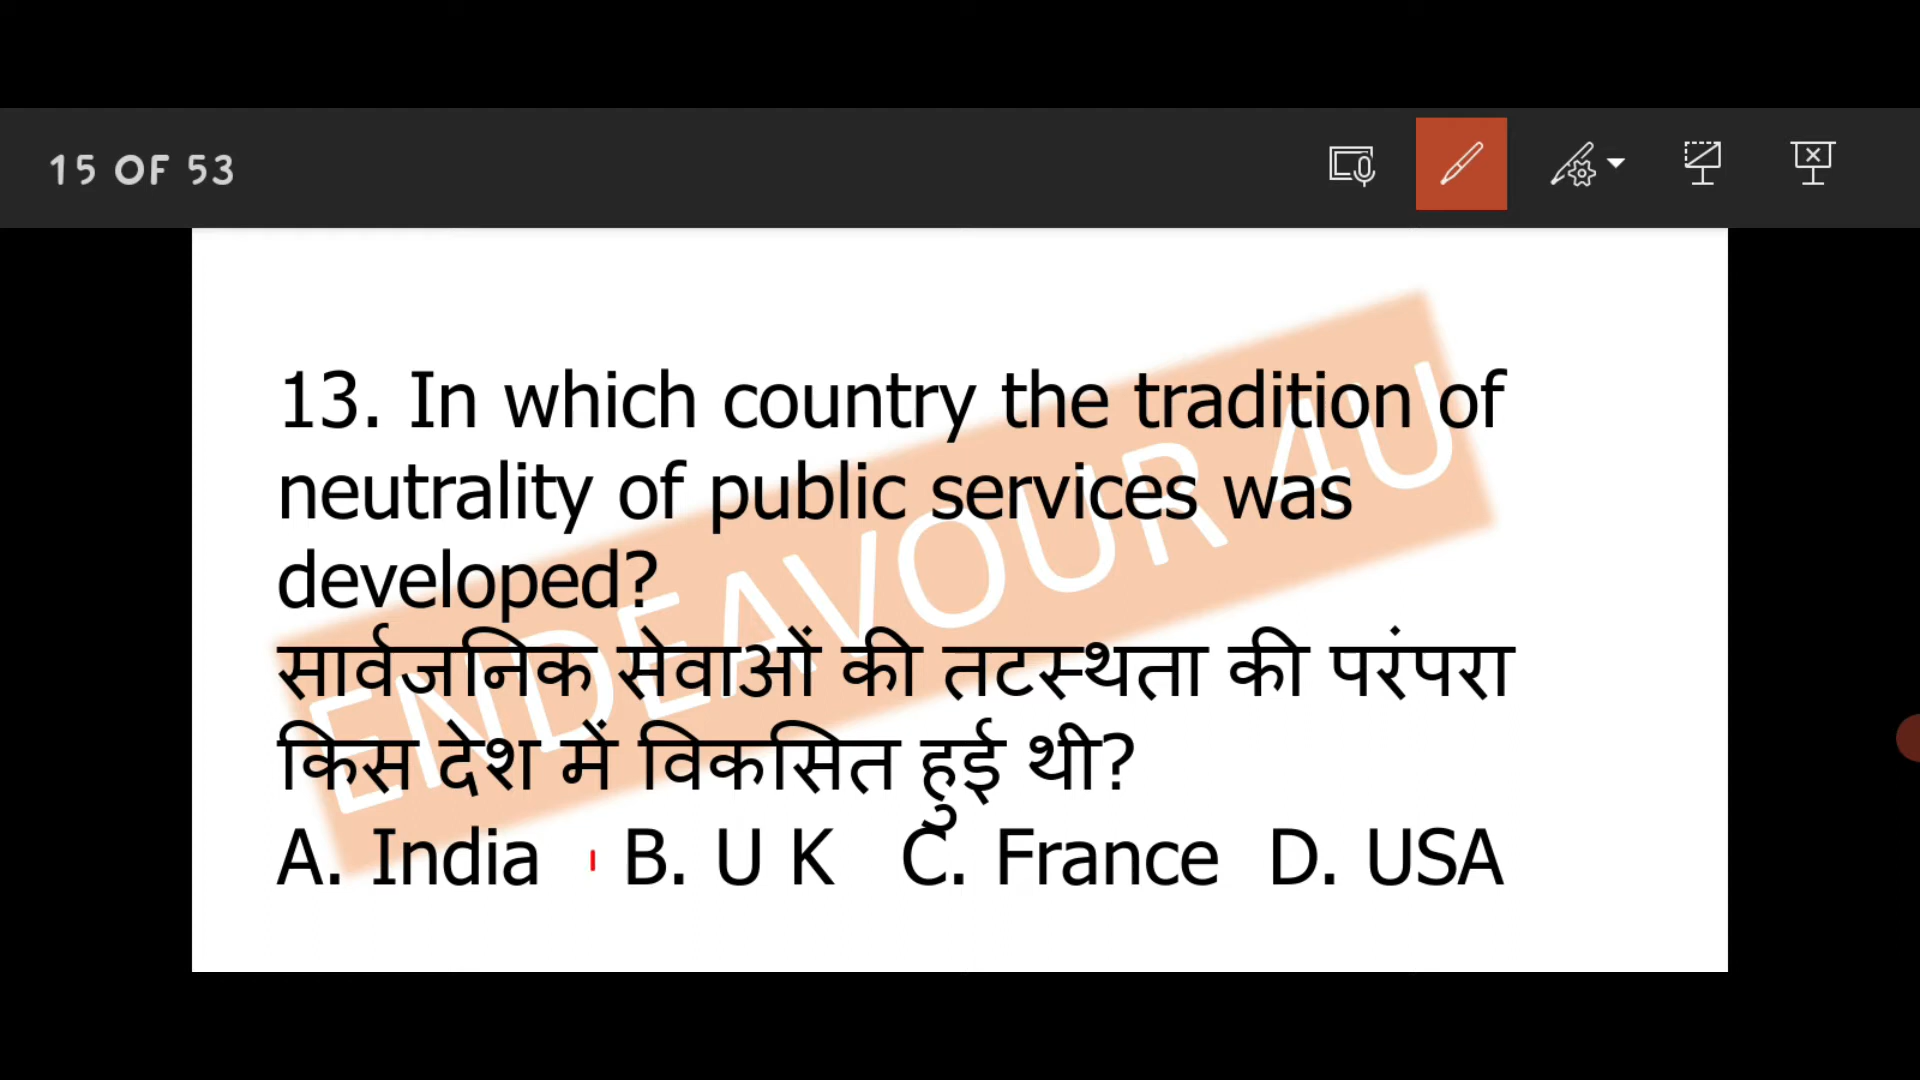 15 OF 53
13. In which country the tradition of
neutrality of public services was
developed?
सार्वजनिक सेवाओं की तटस्थता की परंपरा
किस देश में विकसित हुई थी?
A. India B. U K C. France D. USA
ENDEAVOUR 4U